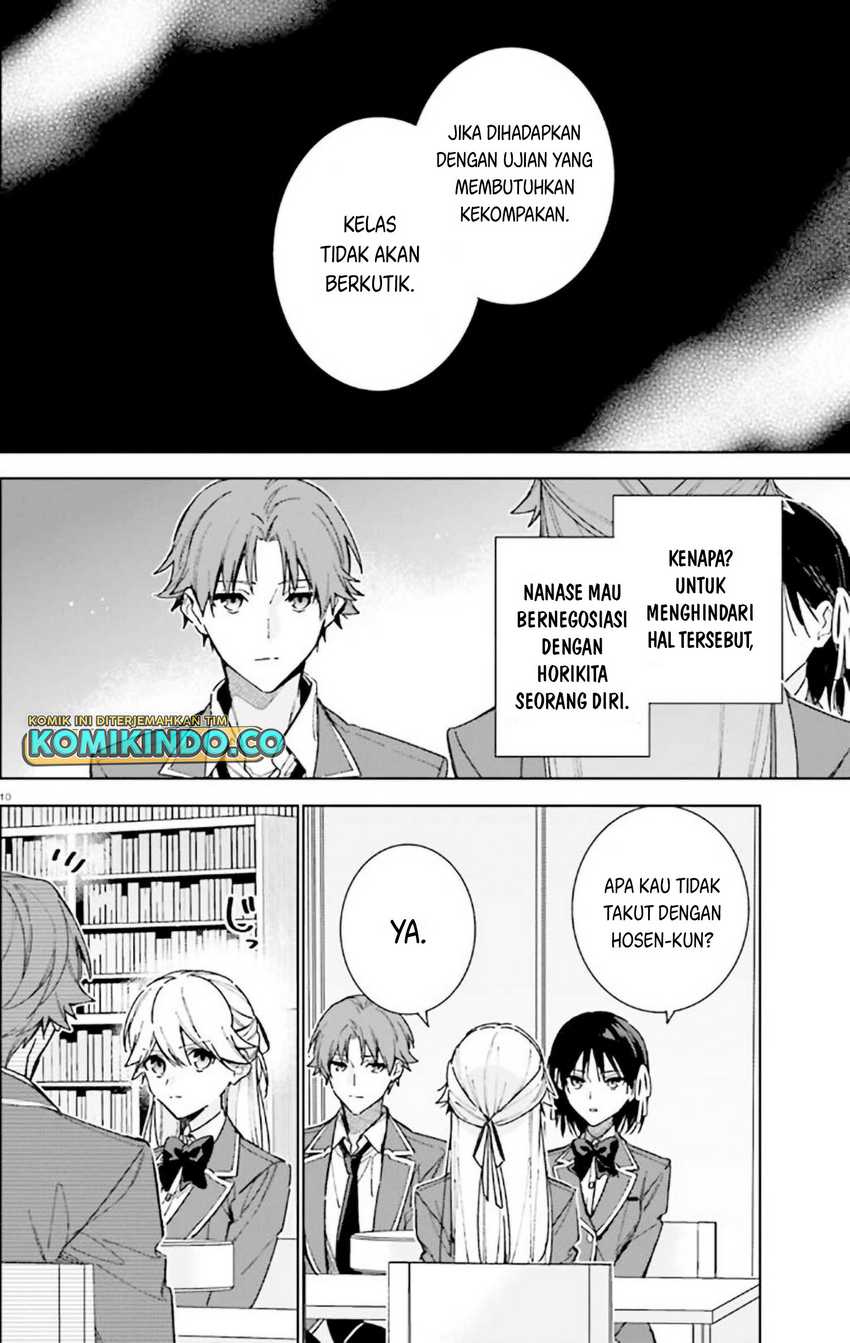 JIKA DIHADAPKAN
DENGAN UJIAN YANG
MEMBUTUHKAN
KEKOMPAKAN.
KELAS
TIDAK AKAN
BERKUTIK.
KENAPA?
UNTUK
MENGHINDARI
HAL TERSEBUT,
NANASE MAU
BERNEGOSIASI
DENGAN
HORIKITA
SEORANG DIRI.
KOMIK INI DITERJEMAHKAN TIM
KOMIKINDO.CO
10
APA KAU TIDAK
TAKUT DENGAN
HOSEN-KUN?
YA.
じっ